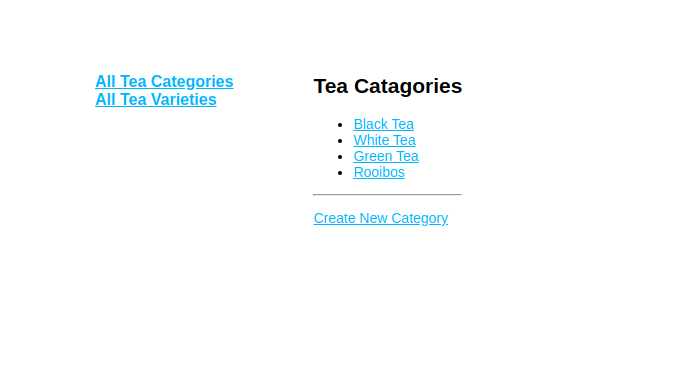 All Tea Categories
All Tea Varieties
Tea Catagories
Black Tea
White Tea
Green Tea
Rooibos
Create New Category